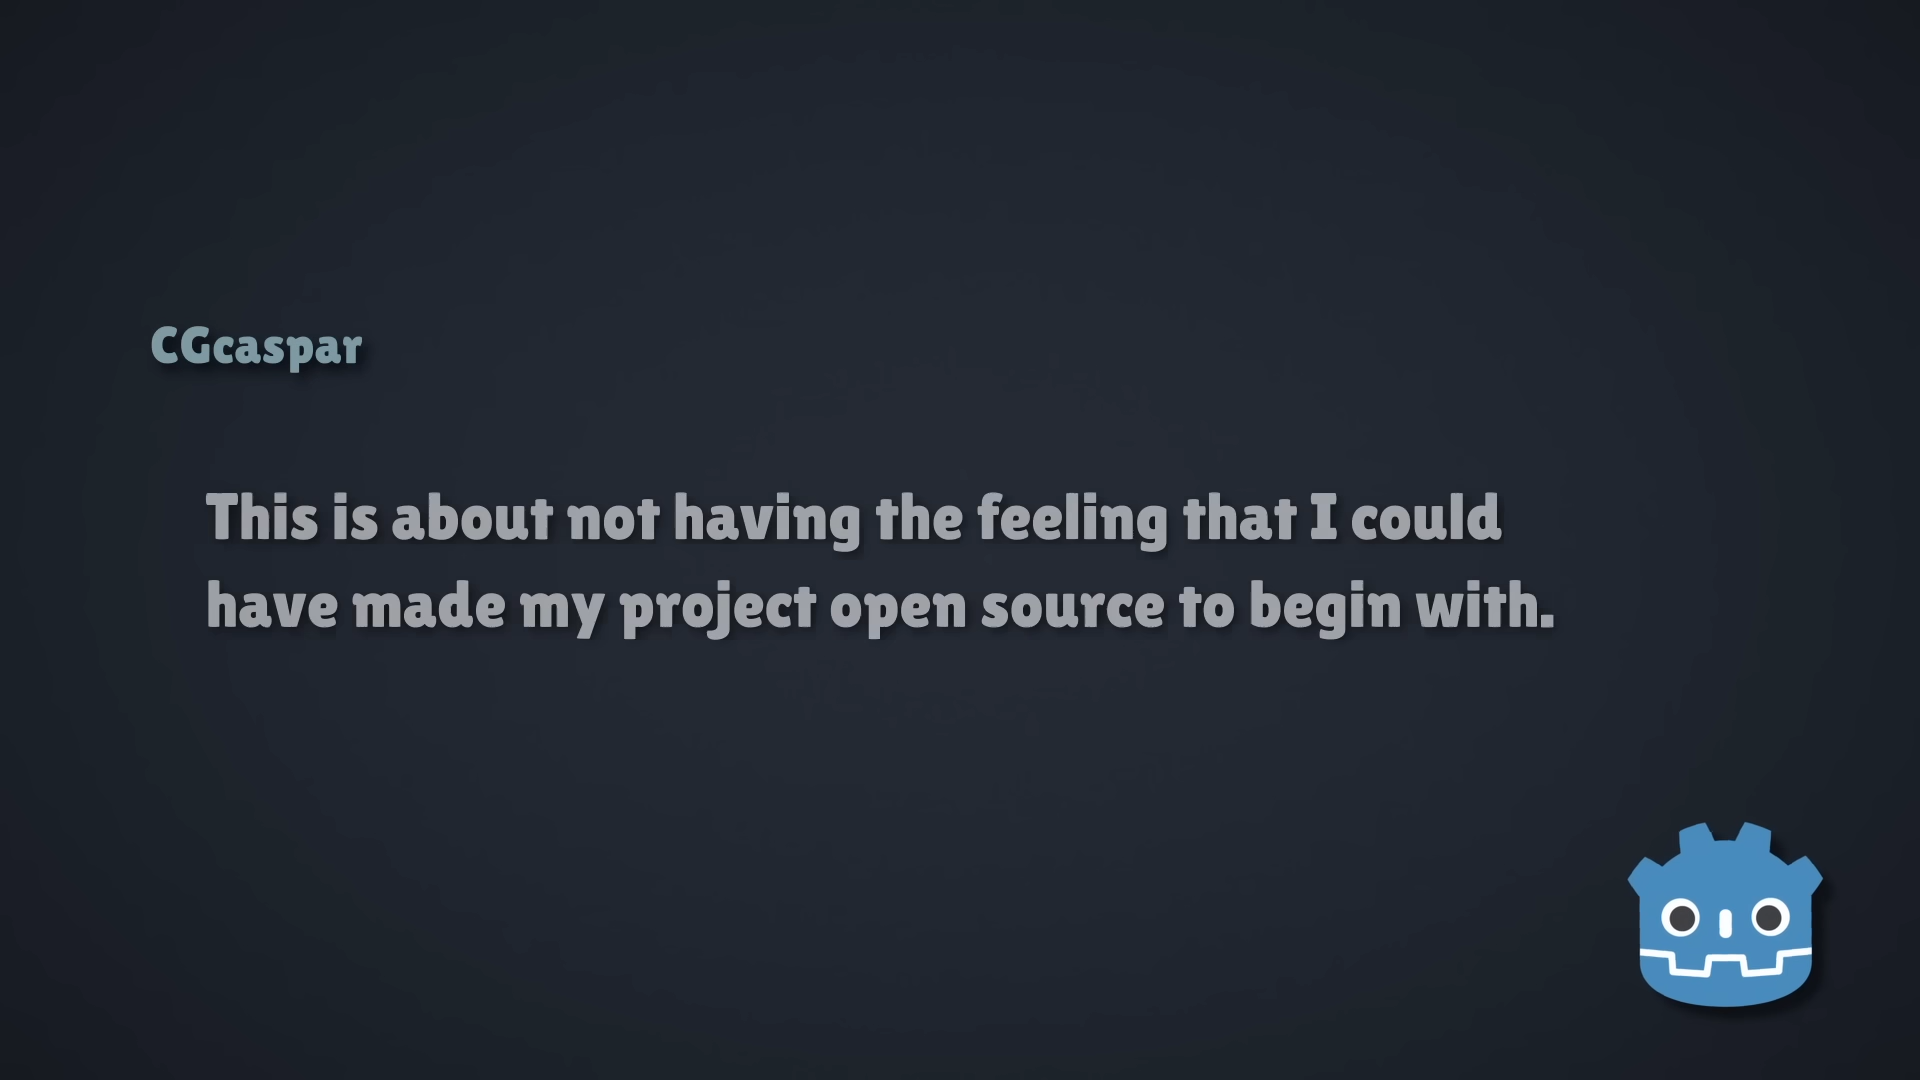 CGcaspar
This is about not having the feeling that I could
have made my project open source to begin with.